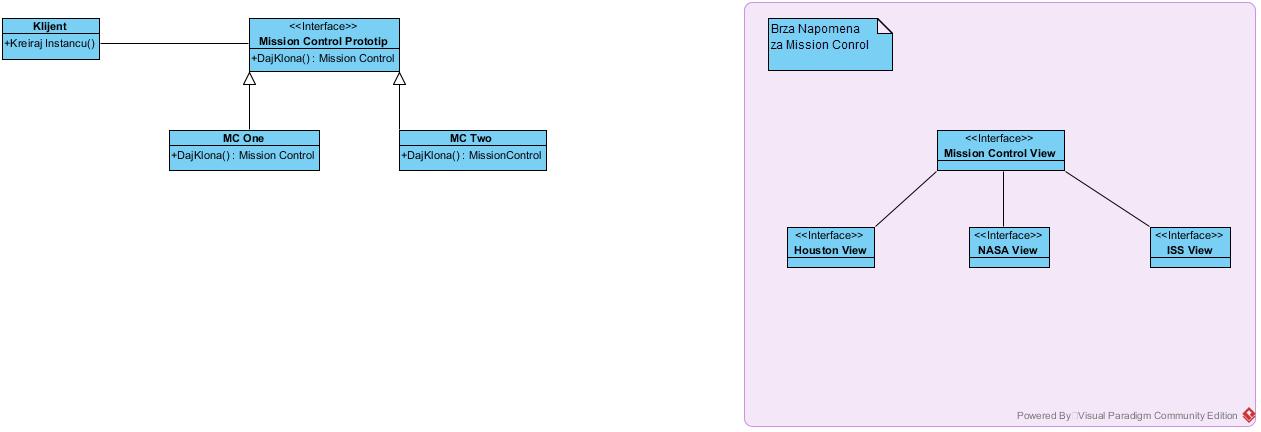 Klijent
+Kreiraj Instancu()
<<Interface>>
Mission Control Prototip
+DajKlona() : Mission Control
MC One
+DajKlona() : Mission Control
MC Two
+DajKlona() : MissionControl
Brza Napomena
za Mission Conrol
<<Interface>>
Mission Control View
<<Interface>>
Houston View
<<Interface>>
NASA View
<<Interface>>
ISS View
Powered By Visual Paradigm Community Edition